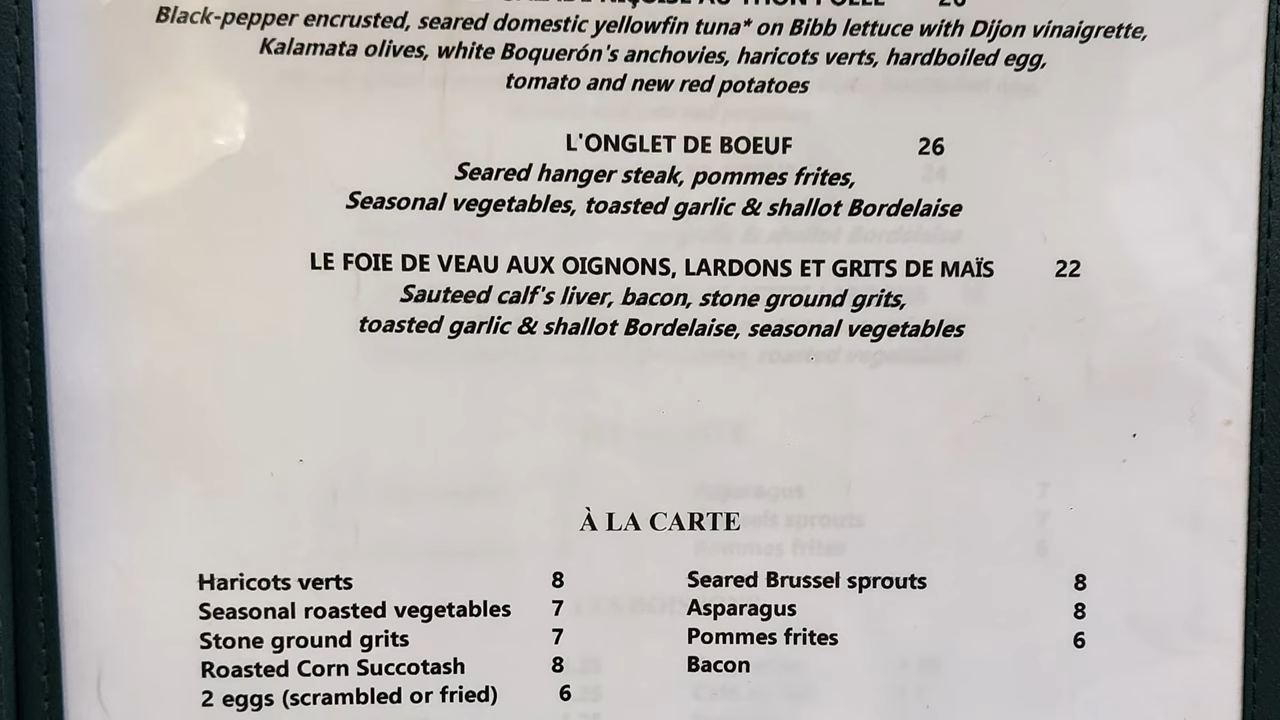 Black-pepper encrusted, seared domestic yellowfin tuna* on Bibb lettuce with Dijon vinaigrette,
Kalamata olives, white Boquerón's anchovies, haricots verts, hardboiled egg,
tomato and new red potatoes
L'ONGLET DE BOEUF 26
Seared hanger steak, pommes frites,
Seasonal vegetables, toasted garlic & shallot Bordelaise
LE FOIE DE VEAU AUX OIGNONS, LARDONS ET GRITS DE MAÏS 22
Sauteed calf's liver, bacon, stone ground grits,
toasted garlic & shallot Bordelaise, seasonal vegetables
À LA CARTE
Haricots verts 8 Seared Brussel sprouts 8
Seasonal roasted vegetables 7 Asparagus 8
Stone ground grits 7 Pommes frites 6
Roasted Corn Succotash 8 Bacon
2 eggs (scrambled or fried) 6